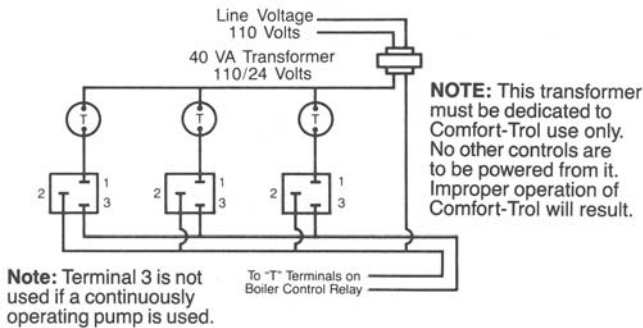 Line Voltage
110 Volts
40 VA Transformer
110/24 Volts
NOTE: This transformer
must be dedicated to
Comfort-Trol use only.
No other controls are
to be powered from it.
Improper operation of
Comfort-Trol will result.
T T T
2 1 3 2 1 3 2 1 3
Note: Terminal 3 is not
used if a continuously
operating pump is used.
To "T" Terminals on
Boiler Control Relay